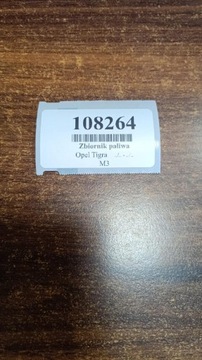 108264
Zbiornik paliwa
Opel Tigra
M3